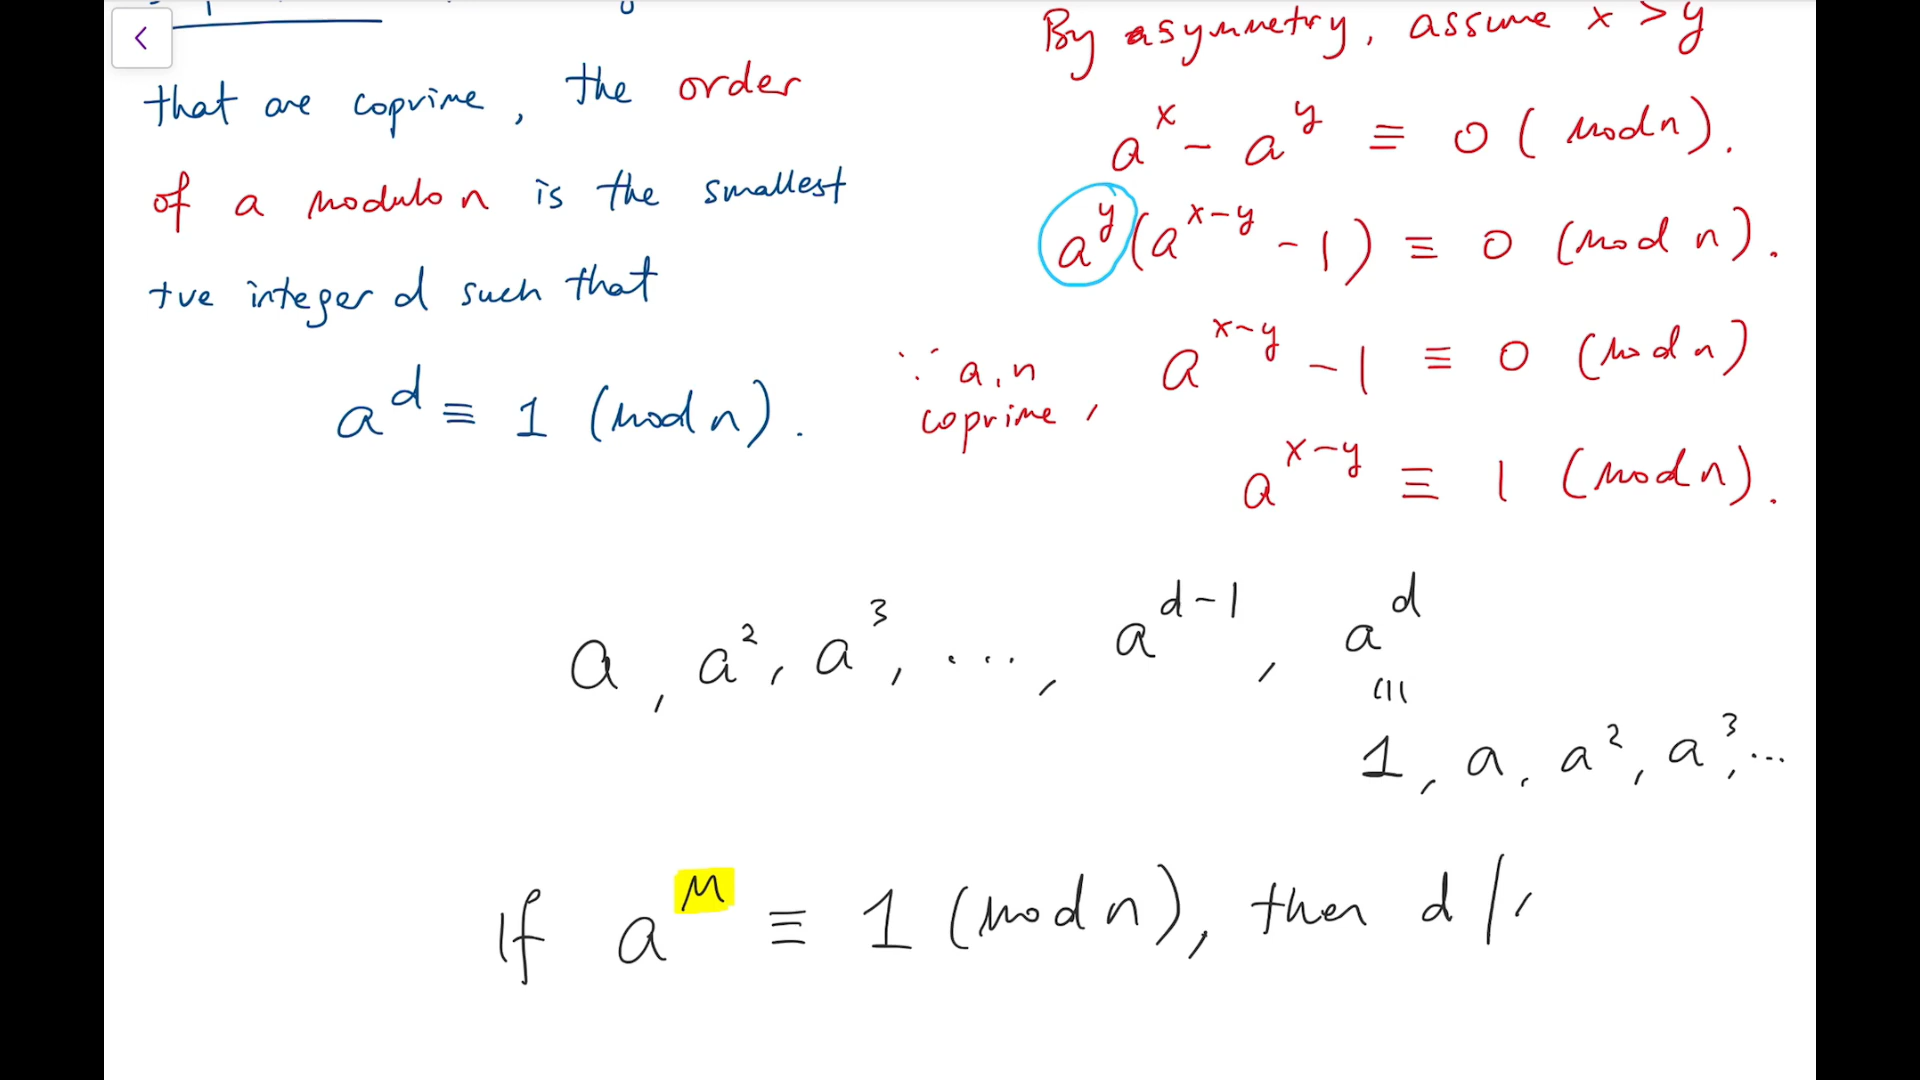 that are coprime, the order
of a modulo n is the smallest
+ve integer d such that
a^d ≡ 1 (mod n).
By asymmetry, assume x > y
a^x - a^y ≡ 0 (mod n).
a^y (a^{x-y} - 1) ≡ 0 (mod n).
∵ a, n coprime, a^{x-y} - 1 ≡ 0 (mod n)
a^{x-y} ≡ 1 (mod n).
a, a², a³, ..., a^{d-1}, a^d
≡
1, a, a², a³, ...
If a^M ≡ 1 (mod n), then d |